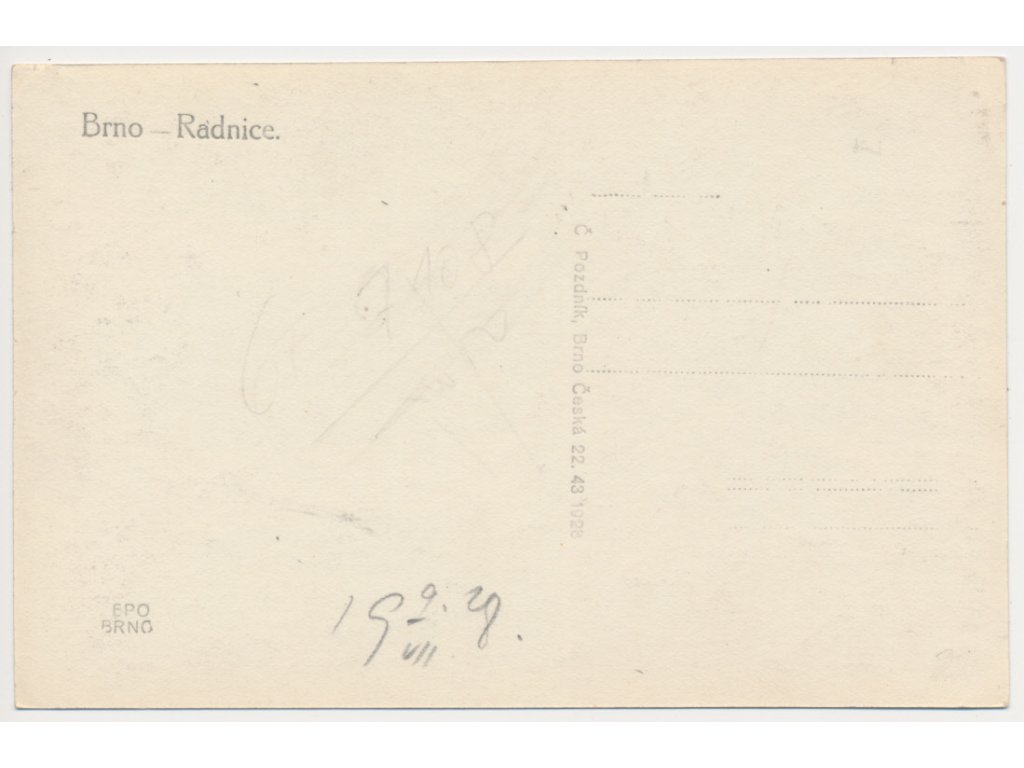 Brno — Radnice.
Č Pozdník, Brno Česká 22. 43 1928
EPO
BRNO
19 9./VII 28.